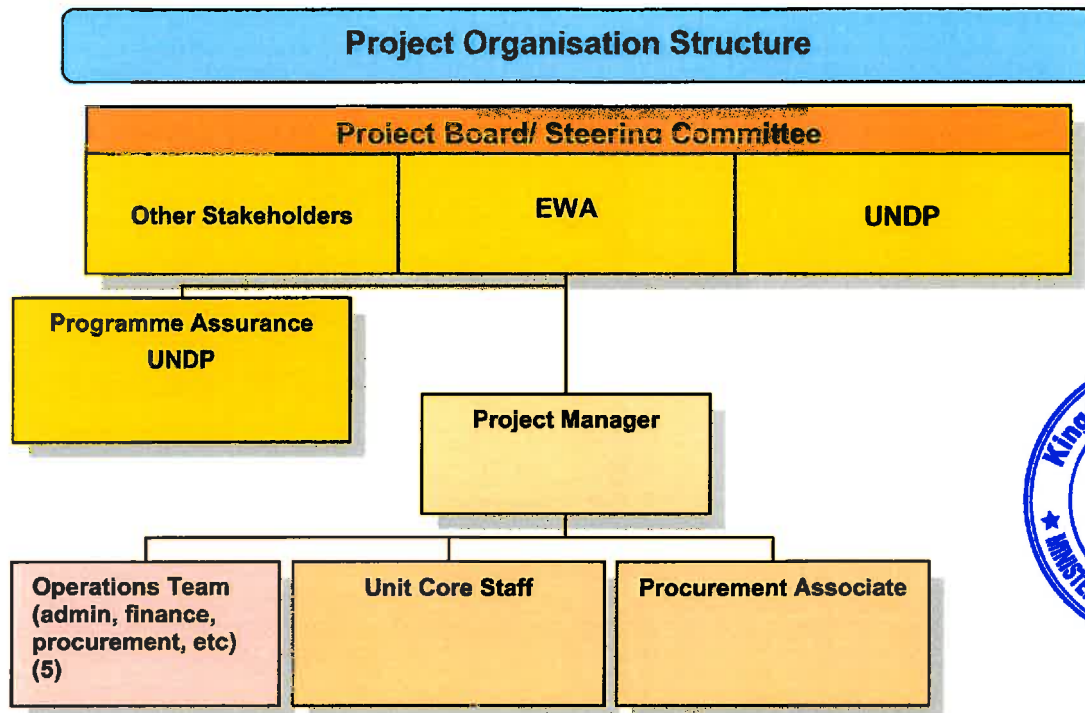 Project Organisation Structure
Project Board/ Steering Committee
Other Stakeholders
EWA
UNDP
Programme Assurance
UNDP
Project Manager
Operations Team
(admin, finance,
procurement, etc)
(5)
Unit Core Staff
Procurement Associate